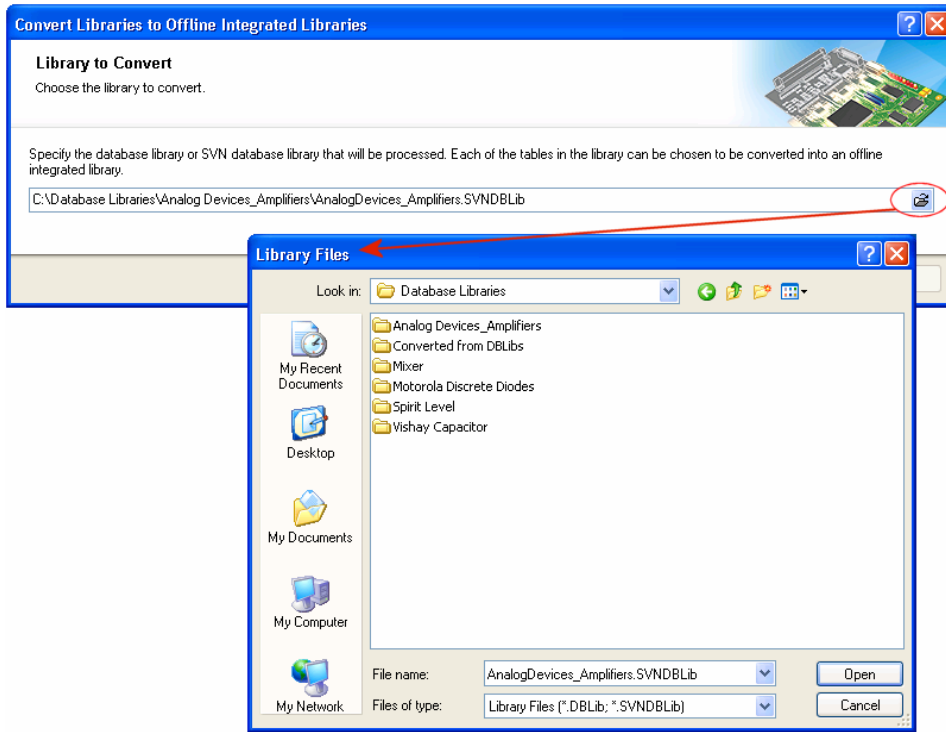 Convert Libraries to Offline Integrated Libraries
Library to Convert
Choose the library to convert.
Specify the database library or SVN database library that will be processed. Each of the tables in the library can be chosen to be converted into an offline
integrated library.
C:\Database Libraries\Analog Devices_Amplifiers\AnalogDevices_Amplifiers.SVNDBLib
Library Files
Look in:
Database Libraries
My Recent
Documents
Desktop
My Documents
My Computer
My Network
Analog Devices_Amplifiers
Converted from DBLibs
Mixer
Motorola Discrete Diodes
Spirit Level
Vishay Capacitor
File name:
AnalogDevices_Amplifiers.SVNDBLib
Open
Files of type:
Library Files (*.DBLib; *.SVNDBLib)
Cancel